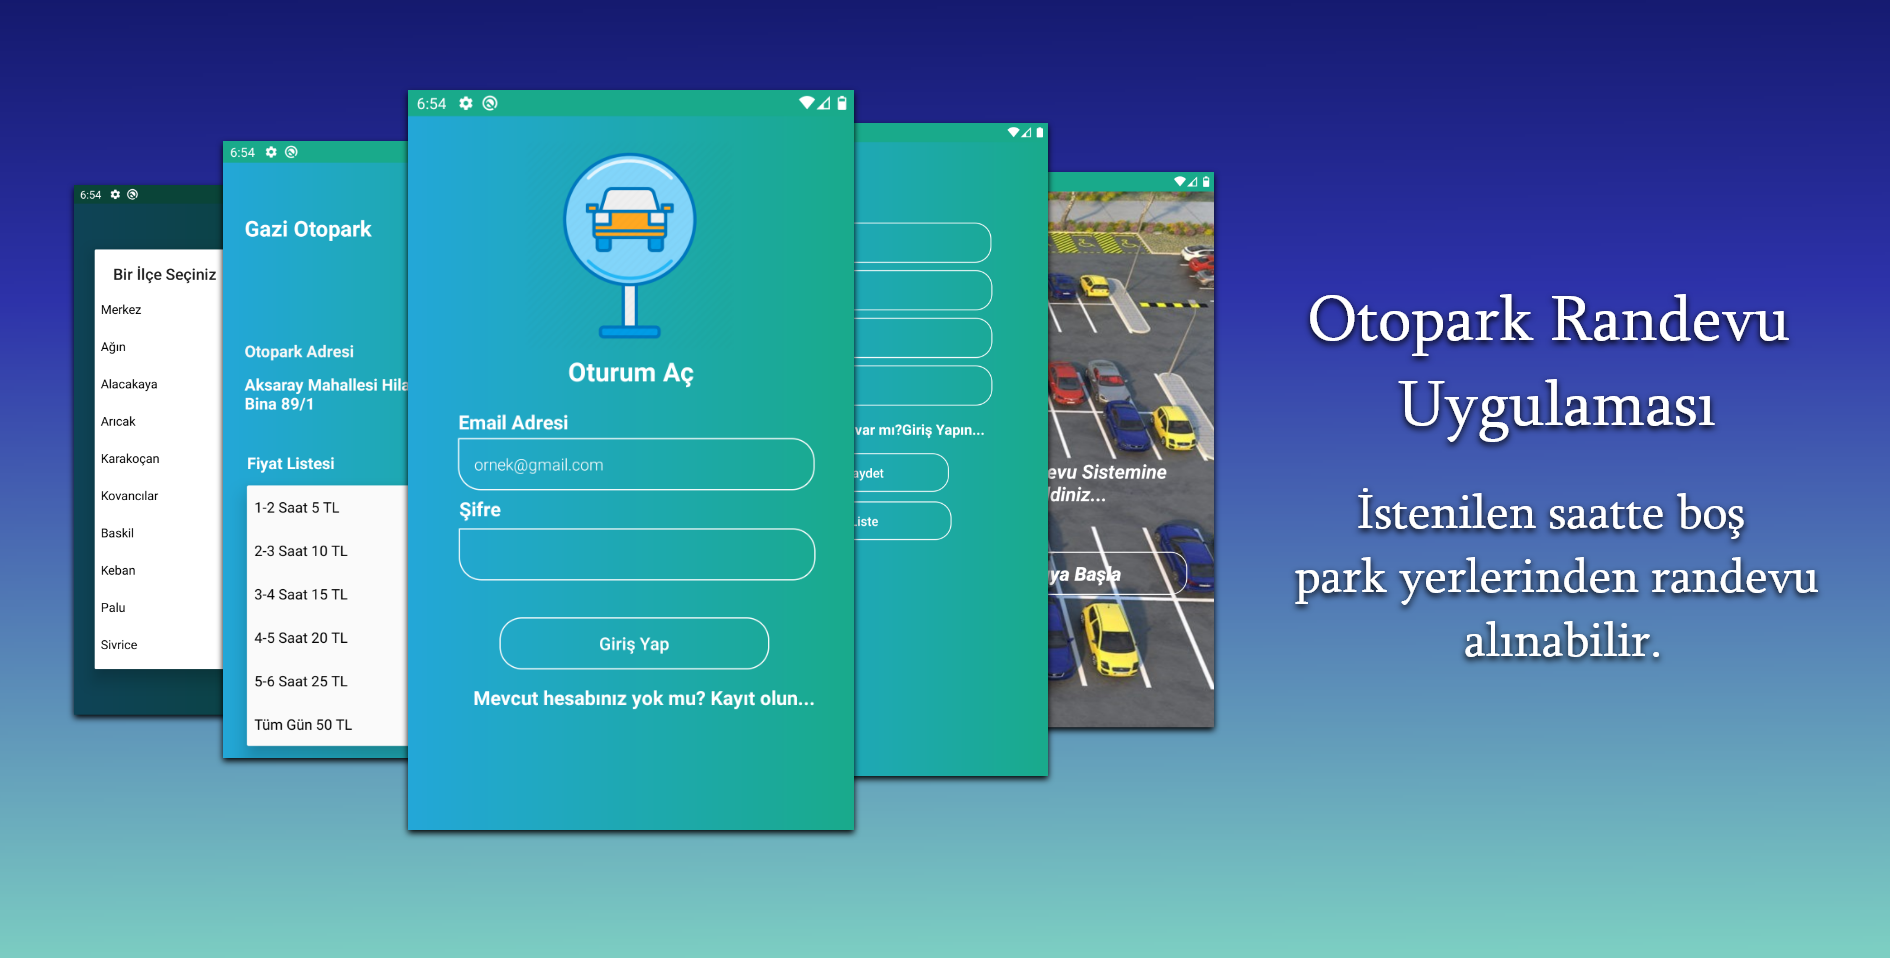 6:54
Bir İlçe Seçiniz
Merkez
Ağın
Alacakaya
Arıcak
Karakoçan
Kovancılar
Baskil
Keban
Palu
Sivrice
6:54
Gazi Otopark
Otopark Adresi
Aksaray Mahallesi Hila
Bina 89/1
Fiyat Listesi
1-2 Saat 5 TL
2-3 Saat 10 TL
3-4 Saat 15 TL
4-5 Saat 20 TL
5-6 Saat 25 TL
Tüm Gün 50 TL
6:54
Oturum Aç
Email Adresi
ornek@gmail.com
Şifre
Giriş Yap
Mevcut hesabınız yok mu? Kayıt olun...
var mı?Giriş Yapın...
aydet
Liste
evu Sistemine
ldiniz...
ya Başla
Otopark Randevu
Uygulaması
İstenilen saatte boş
park yerlerinden randevu
alınabilir.